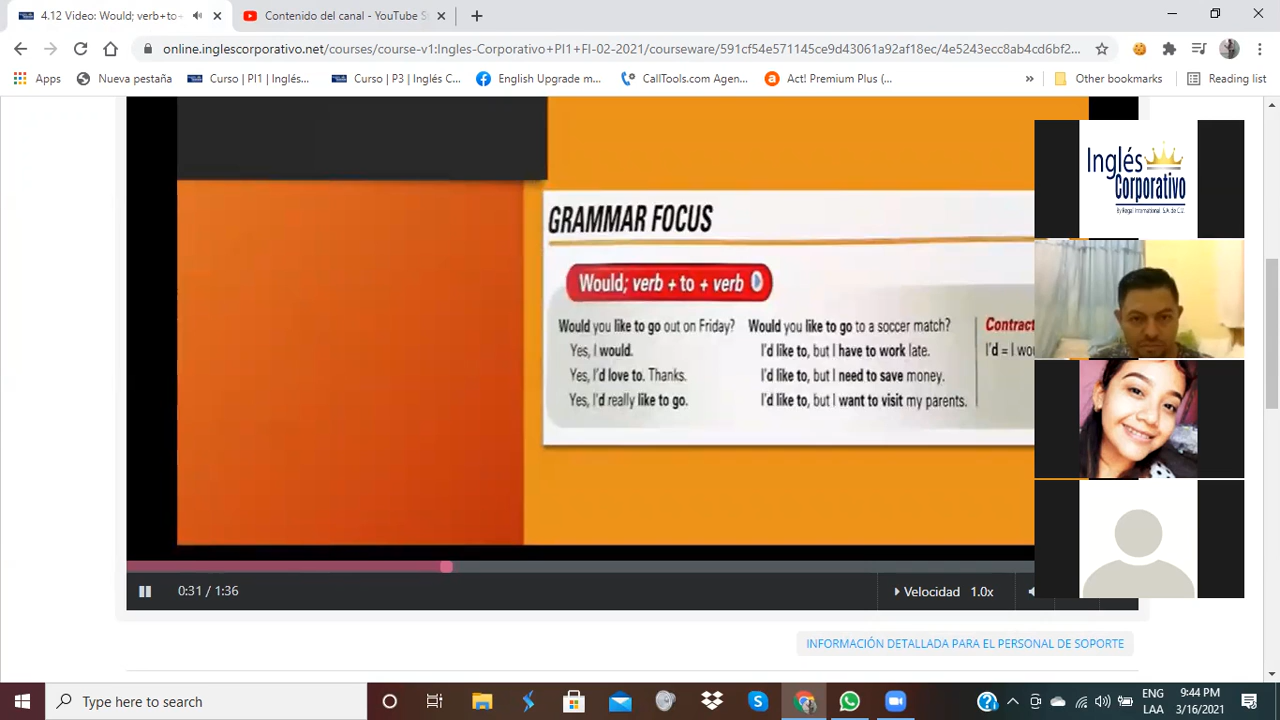 4.12 Video: Would; verb+to
Contenido del canal - YouTube S
online.inglescorporativo.net/courses/course-v1:Ingles-Corporativo+PI1+FI-02-2021/courseware/591cf54e571145ce9d43061a92af18ec/4e5243ecc8ab4cd6bf2...
Apps
Nueva pestaña
Curso | PI1 | Inglés...
Curso | P3 | Inglés C...
English Upgrade m...
CallTools.com Agen...
Act! Premium Plus (...
»
Other bookmarks
Reading list
GRAMMAR FOCUS
Would; verb + to + verb
Would you like to go out on Friday?
Yes, I would.
Yes, I'd love to. Thanks.
Yes, I'd really like to go.
Would you like to go to a soccer match?
I'd like to, but I have to work late.
I'd like to, but I need to save money.
I'd like to, but I want to visit my parents.
Contract
I'd = I wou
Inglés
Corporativo
0:31 / 1:36
Velocidad 1.0x
INFORMACIÓN DETALLADA PARA EL PERSONAL DE SOPORTE
Type here to search
ENG
LAA
9:44 PM
3/16/2021